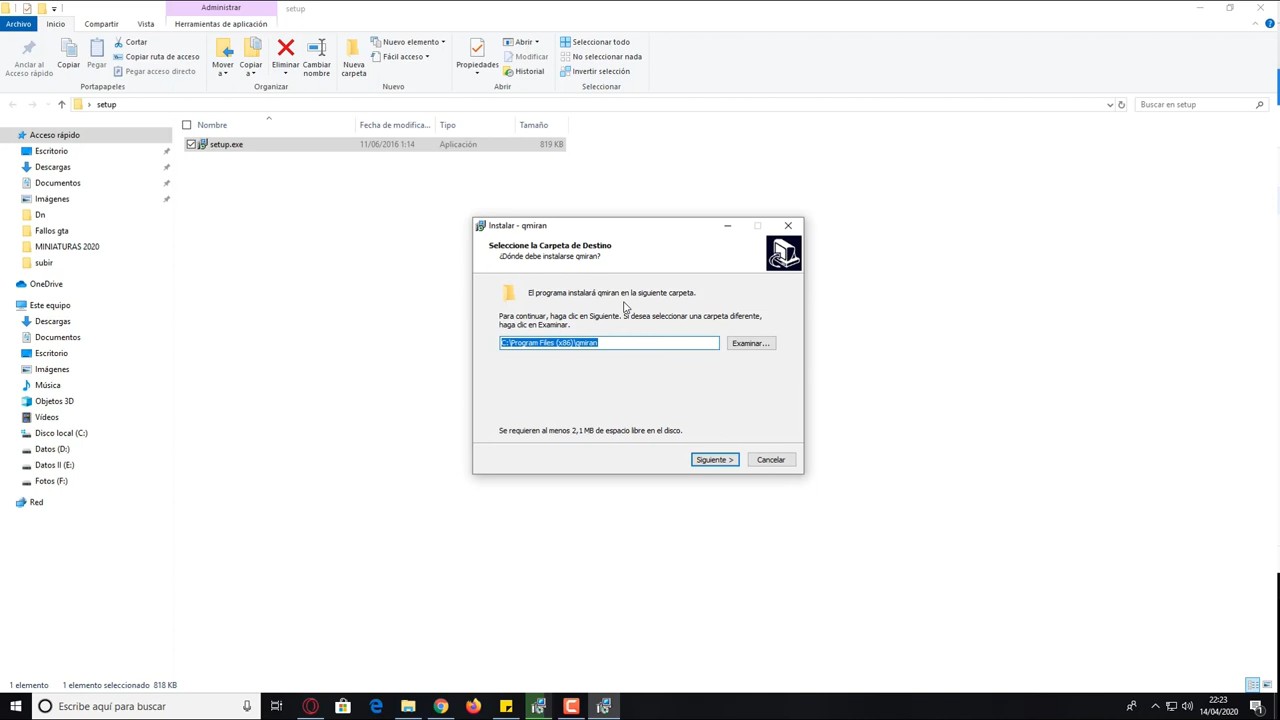 Administrar
setup
Archivo
Inicio
Compartir
Vista
Herramientas de aplicación
Anclar al
Acceso rápido
Copiar
Pegar
Cortar
Copiar ruta de acceso
Pegar acceso directo
Portapapeles
Mover
a
Copiar
a
Eliminar
Cambiar
nombre
Organizar
Nueva
carpeta
Nuevo elemento
Fácil acceso
Nuevo
Propiedades
Abrir
Modificar
Historial
Abrir
Seleccionar todo
No seleccionar nada
Invertir selección
Seleccionar
setup
Buscar en setup
Nombre
Fecha de modifica...
Tipo
Tamaño
setup.exe
11/06/2016 1:14
Aplicación
819 KB
Acceso rápido
Escritorio
Descargas
Documentos
Imágenes
Dn
Fallos gta
MINIATURAS 2020
subir
OneDrive
Este equipo
Descargas
Documentos
Escritorio
Imágenes
Música
Objetos 3D
Vídeos
Disco local (C:)
Datos (D:)
Datos II (E:)
Fotos (F:)
Red
Instalar - qmiran
Seleccione la Carpeta de Destino
¿Dónde debe instalarse qmiran?
El programa instalará qmiran en la siguiente carpeta.
Para continuar, haga clic en Siguiente. Si desea seleccionar una carpeta diferente,
haga clic en Examinar.
C:\Program Files (x86)\qmiran
Examinar...
Se requieren al menos 2,1 MB de espacio libre en el disco.
Siguiente >
Cancelar
1 elemento
1 elemento seleccionado 818 KB
Escribe aquí para buscar
22:23
14/04/2020
1